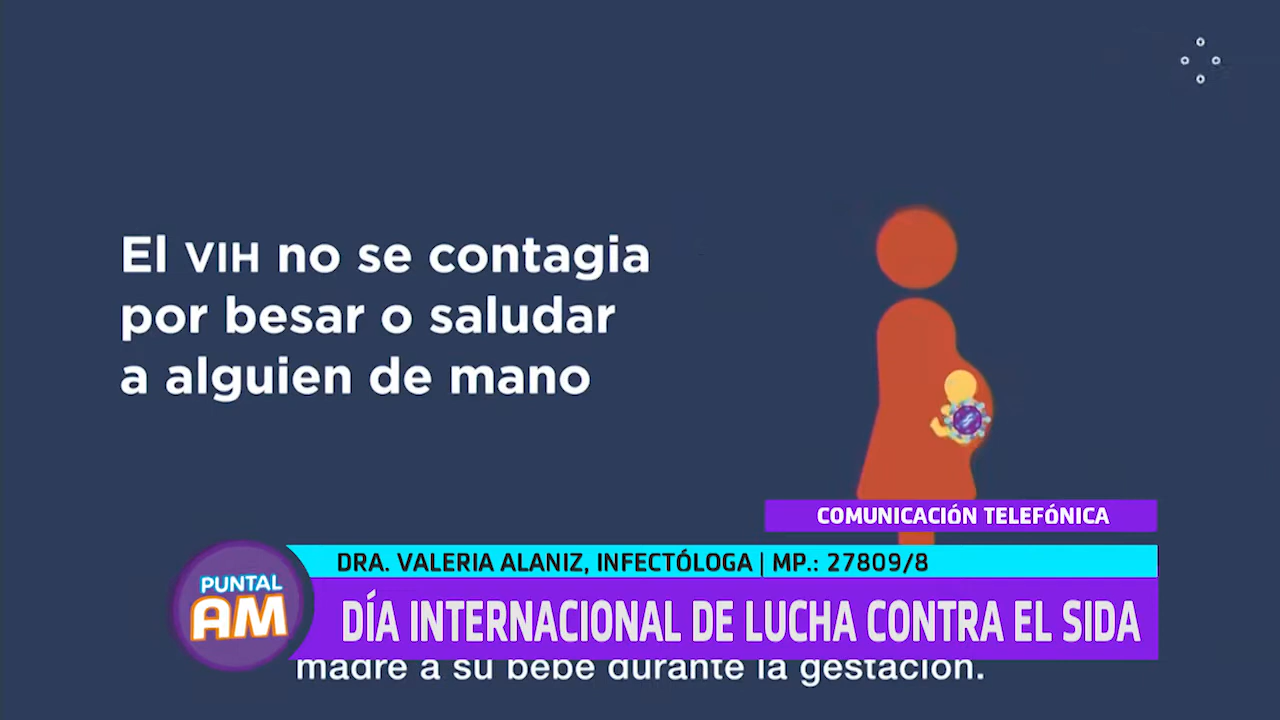 El VIH no se contagia
por besar o saludar
a alguien de mano
COMUNICACIÓN TELEFÓNICA
DRA. VALERIA ALANIZ, INFECTÓLOGA | MP.: 27809/8
PUNTAL
AM
DÍA INTERNACIONAL DE LUCHA CONTRA EL SIDA
madre a su bebé durante la gestación.